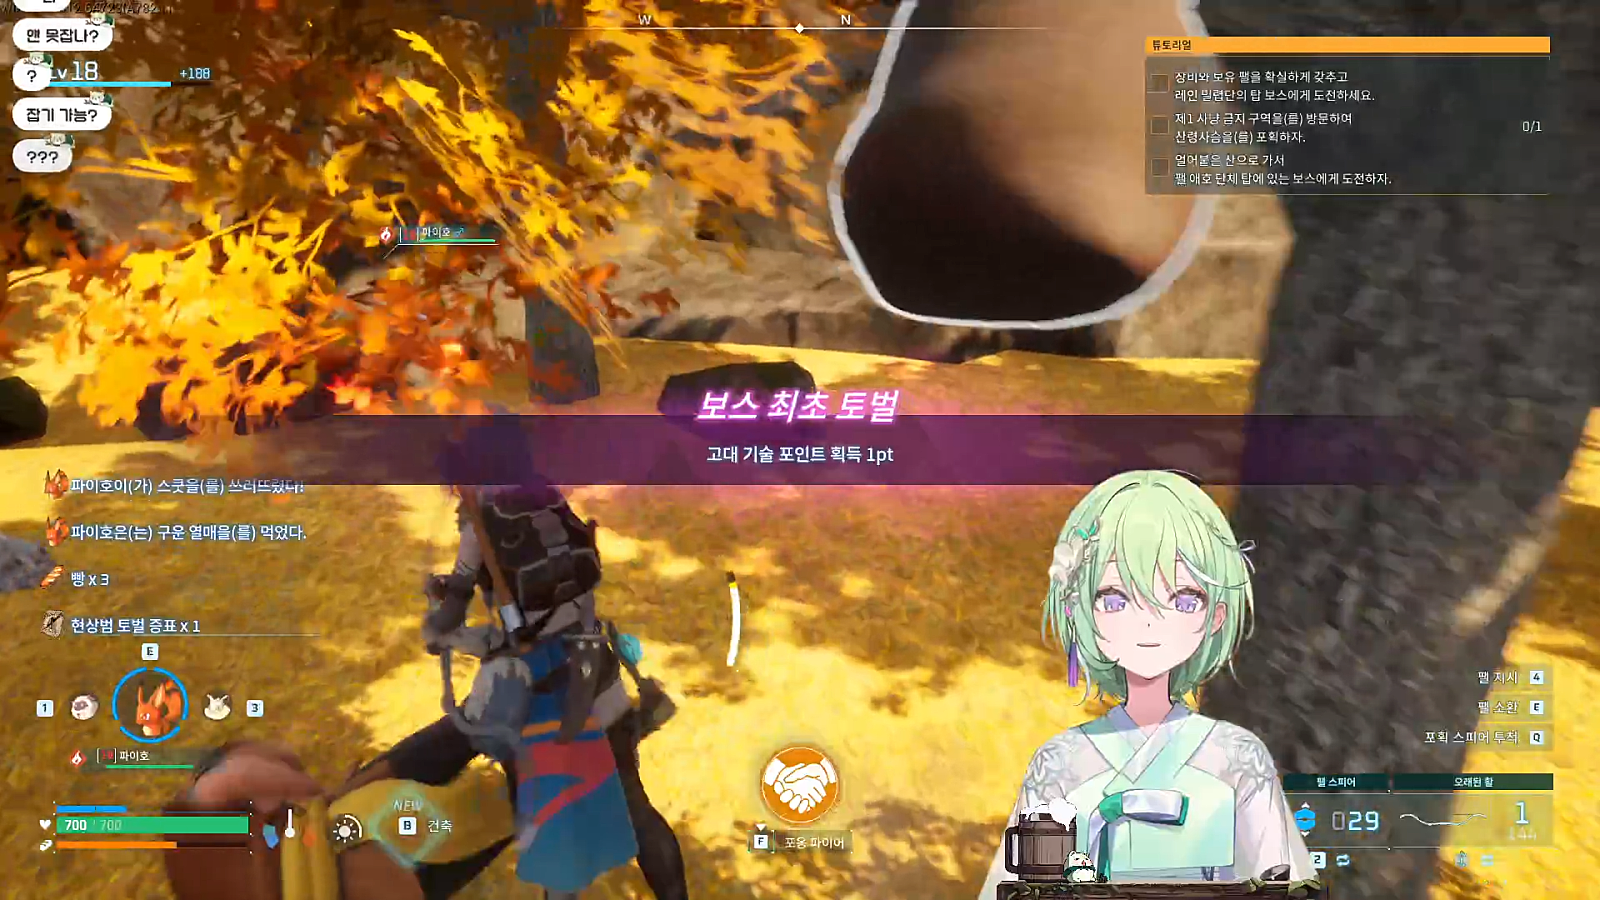 앤 못잡나?
?
Lv 18
+188
잡기 가능?
???
W
N
튜토리얼
장비와 보유 팰을 확실하게 갖추고
레인 밀렵단의 탑 보스에게 도전하세요.
제1 사냥 금지 구역을(를) 방문하여
산령사슴을(를) 포획하자.
0/1
얼어붙은 산으로 가서
팰 애호 단체 탑에 있는 보스에게 도전하자.
파이호
보스 최초 토벌
고대 기술 포인트 획득 1pt
파이호이(가) 스쿳을(를) 쓰러뜨렸다!
파이호은(는) 구운 열매을(를) 먹었다.
빵 x 3
현상범 토벌 증표 x 1
E
1
3
파이호
700 / 700
NEW
B 건축
F 포옹 파이어
팰 지시 4
팰 소환 E
포획 스피어 투척 Q
팰 스피어
오래된 활
029
1
144
2